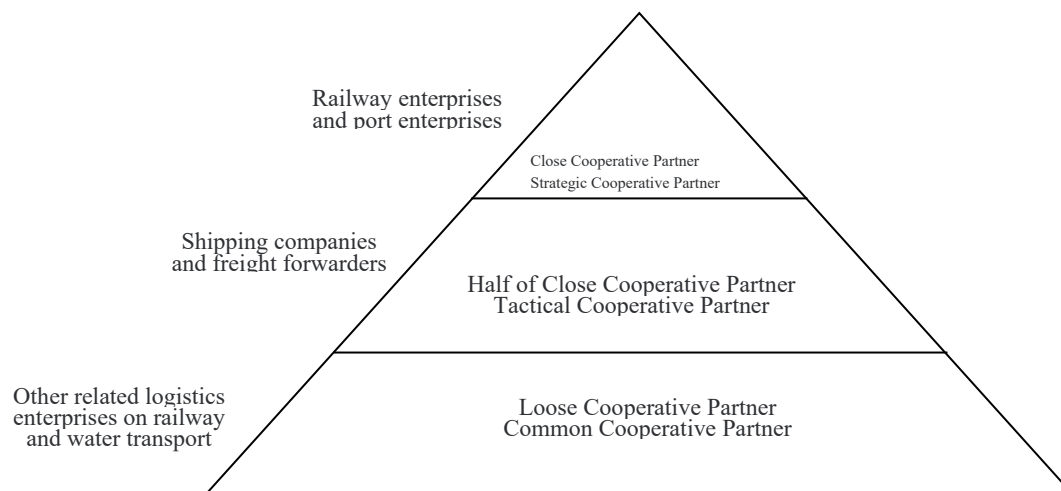 Railway enterprises
and port enterprises
Close Cooperative Partner
Strategic Cooperative Partner
Shipping companies
and freight forwarders
Half of Close Cooperative Partner
Tactical Cooperative Partner
Other related logistics
enterprises on railway
and water transport
Loose Cooperative Partner
Common Cooperative Partner